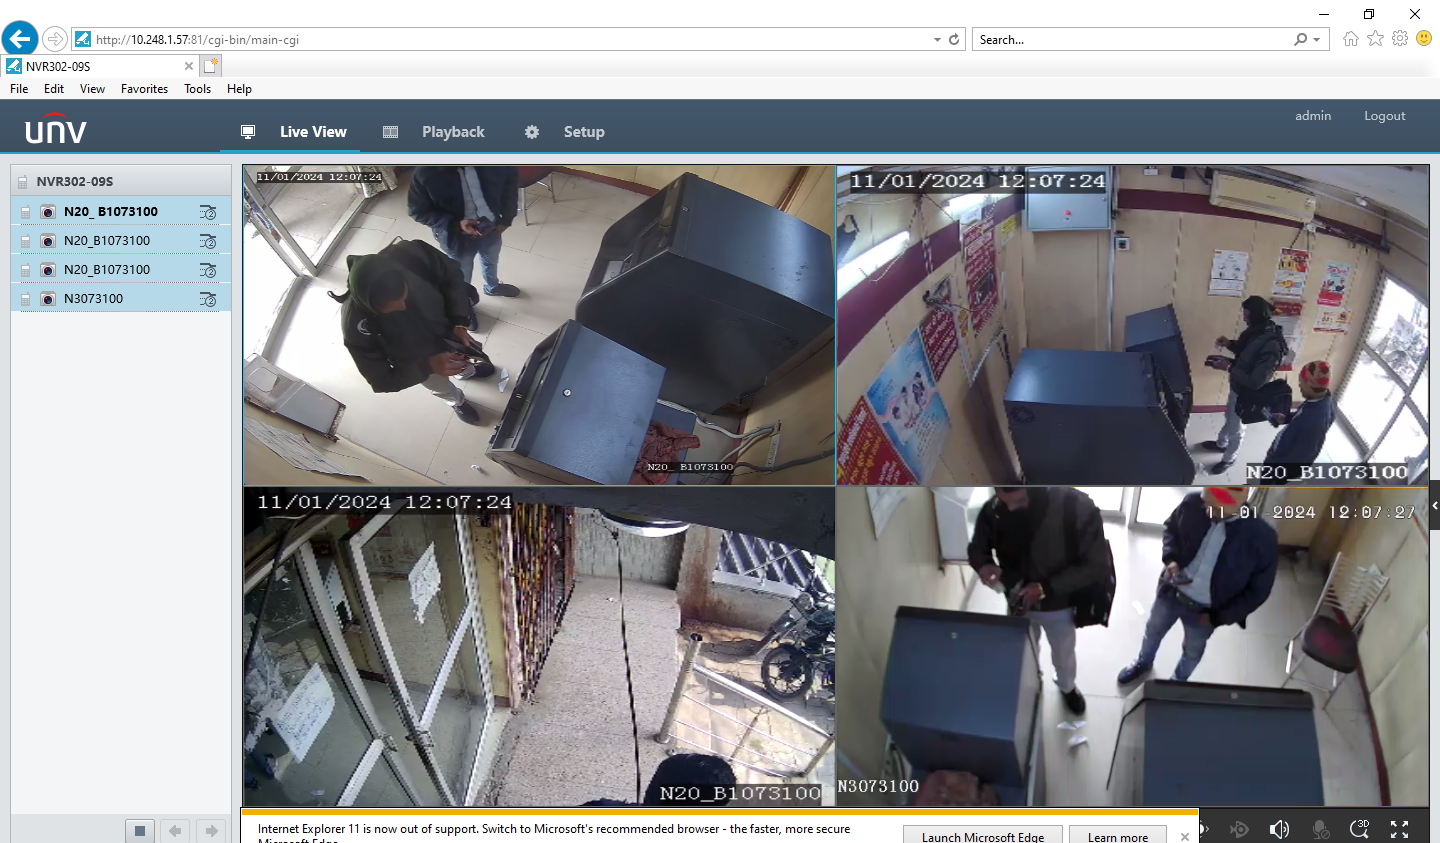 http://10.248.1.57:81/cgi-bin/main-cgi
Search...
NVR302-09S
File Edit View Favorites Tools Help
unv
Live View
Playback
Setup
admin
Logout
NVR302-09S
N20_ B1073100
N20_B1073100
N20_B1073100
N3073100
11/01/2024 12:07:24
N20_ B1073100
11/01/2024 12:07:24
N20_B1073100
11/01/2024 12:07:24
N20_B1073100
11-01-2024 12:07:27
N3073100
Internet Explorer 11 is now out of support. Switch to Microsoft's recommended browser - the faster, more secure
Launch Microsoft Edge
Learn more
3D